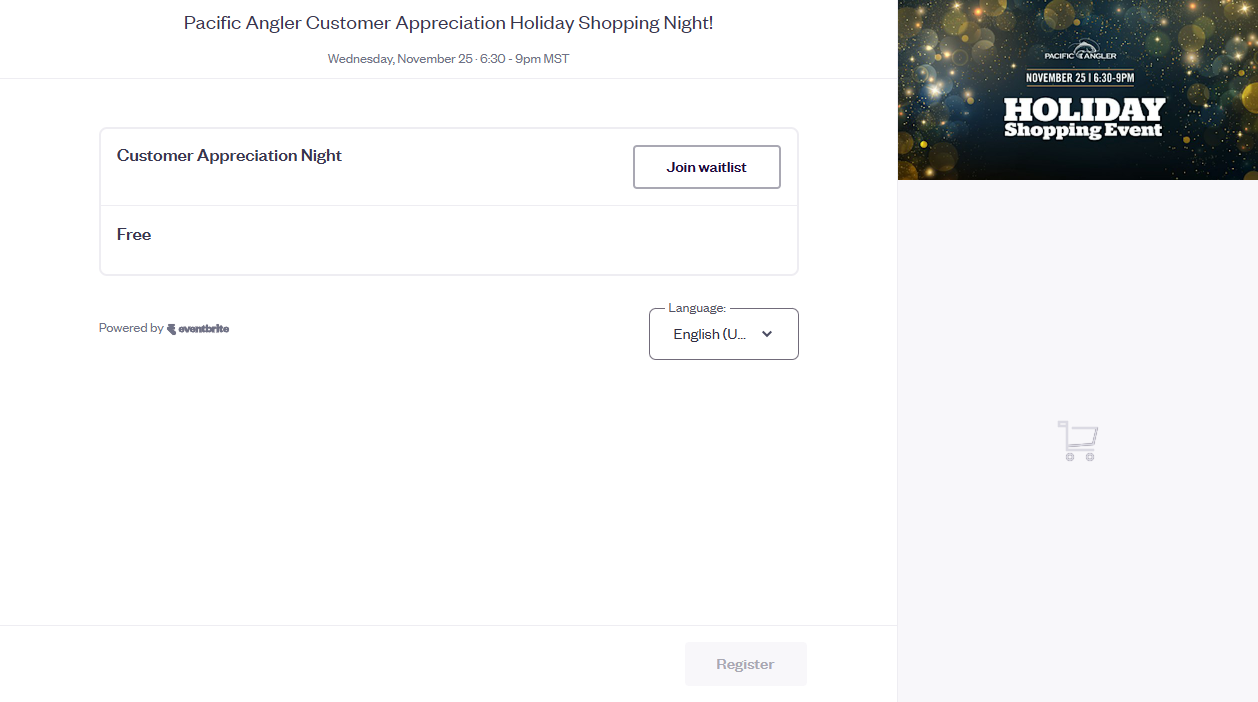 Pacific Angler Customer Appreciation Holiday Shopping Night!
Wednesday, November 25 · 6:30 - 9pm MST
Customer Appreciation Night
Join waitlist
Free
Powered by eventbrite
Language:
English (U...
Register
PACIFIC ANGLER
NOVEMBER 25 | 6:30-9PM
HOLIDAY
Shopping Event